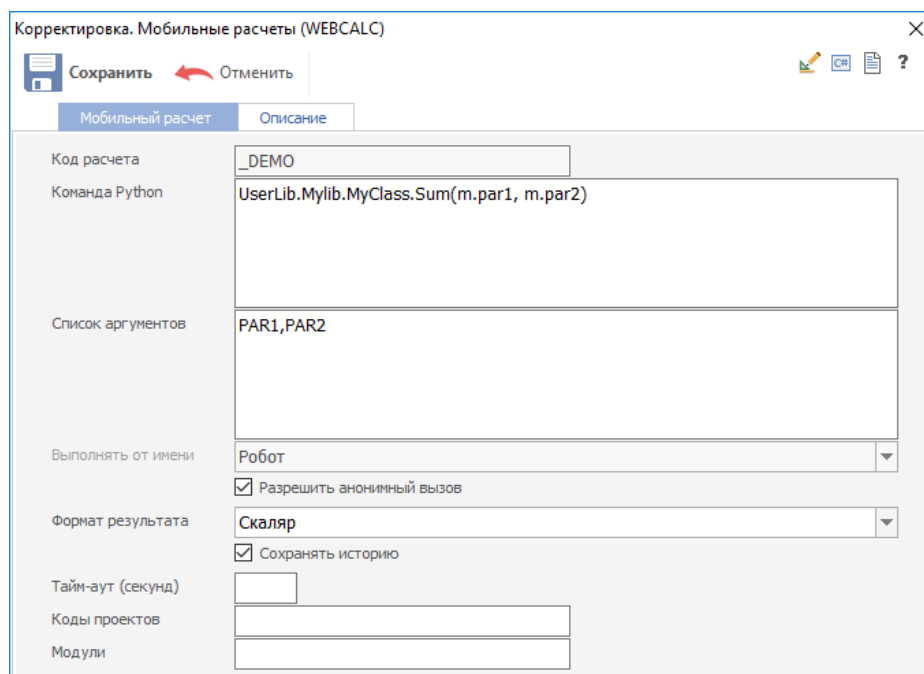 Корректировка. Мобильные расчеты (WEBCALC)
Сохранить Отменить C# ?
Мобильный расчет Описание
Код расчета _DEMO
Команда Python UserLib.Mylib.MyClass.Sum(m.par1, m.par2)
Список аргументов PAR1,PAR2
Выполнять от имени Робот
Разрешить анонимный вызов
Формат результата Скаляр
Сохранять историю
Тайм-аут (секунд)
Коды проектов
Модули